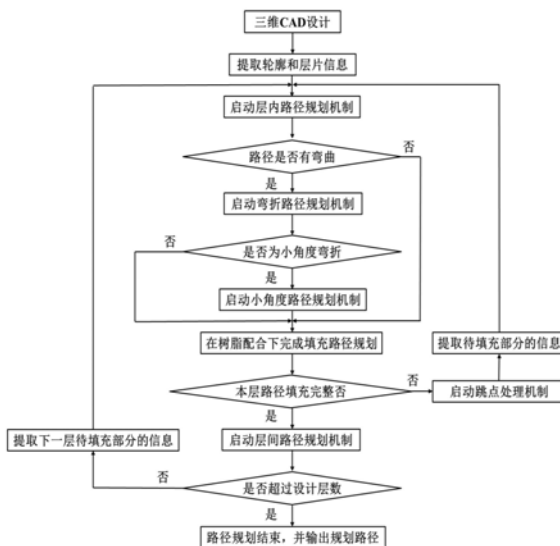 三维CAD设计
提取轮廓和层片信息
启动层内路径规划机制
路径是否有弯曲
否
是
启动弯折路径规划机制
否
是否为小角度弯折
是
启动小角度路径规划机制
在树脂配合下完成填充路径规划
提取待填充部分的信息
本层路径填充完整否
否
启动跳点处理机制
是
提取下一层待填充部分的信息
启动层间路径规划机制
否
是否超过设计层数
是
路径规划结束，并输出规划路径